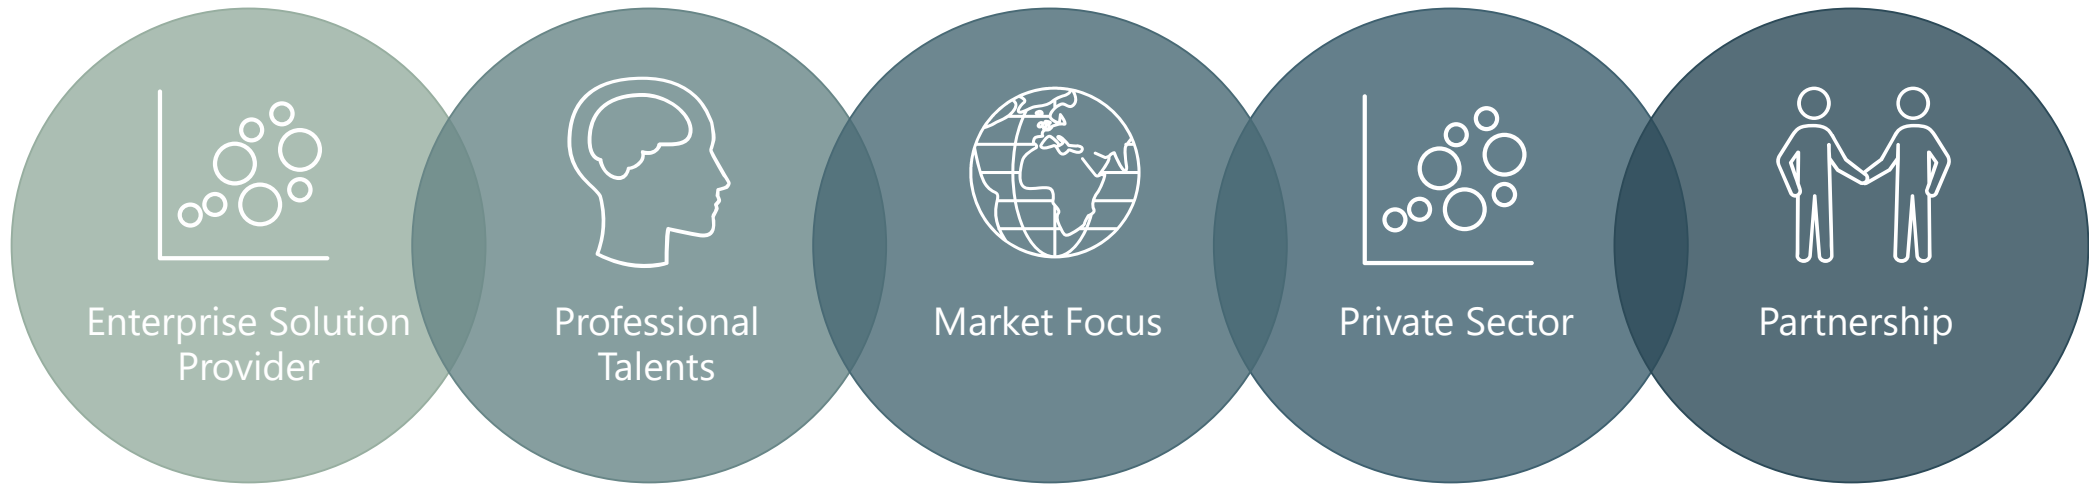 Enterprise Solution
Provider
Professional
Talents
Market Focus
Private Sector
Partnership